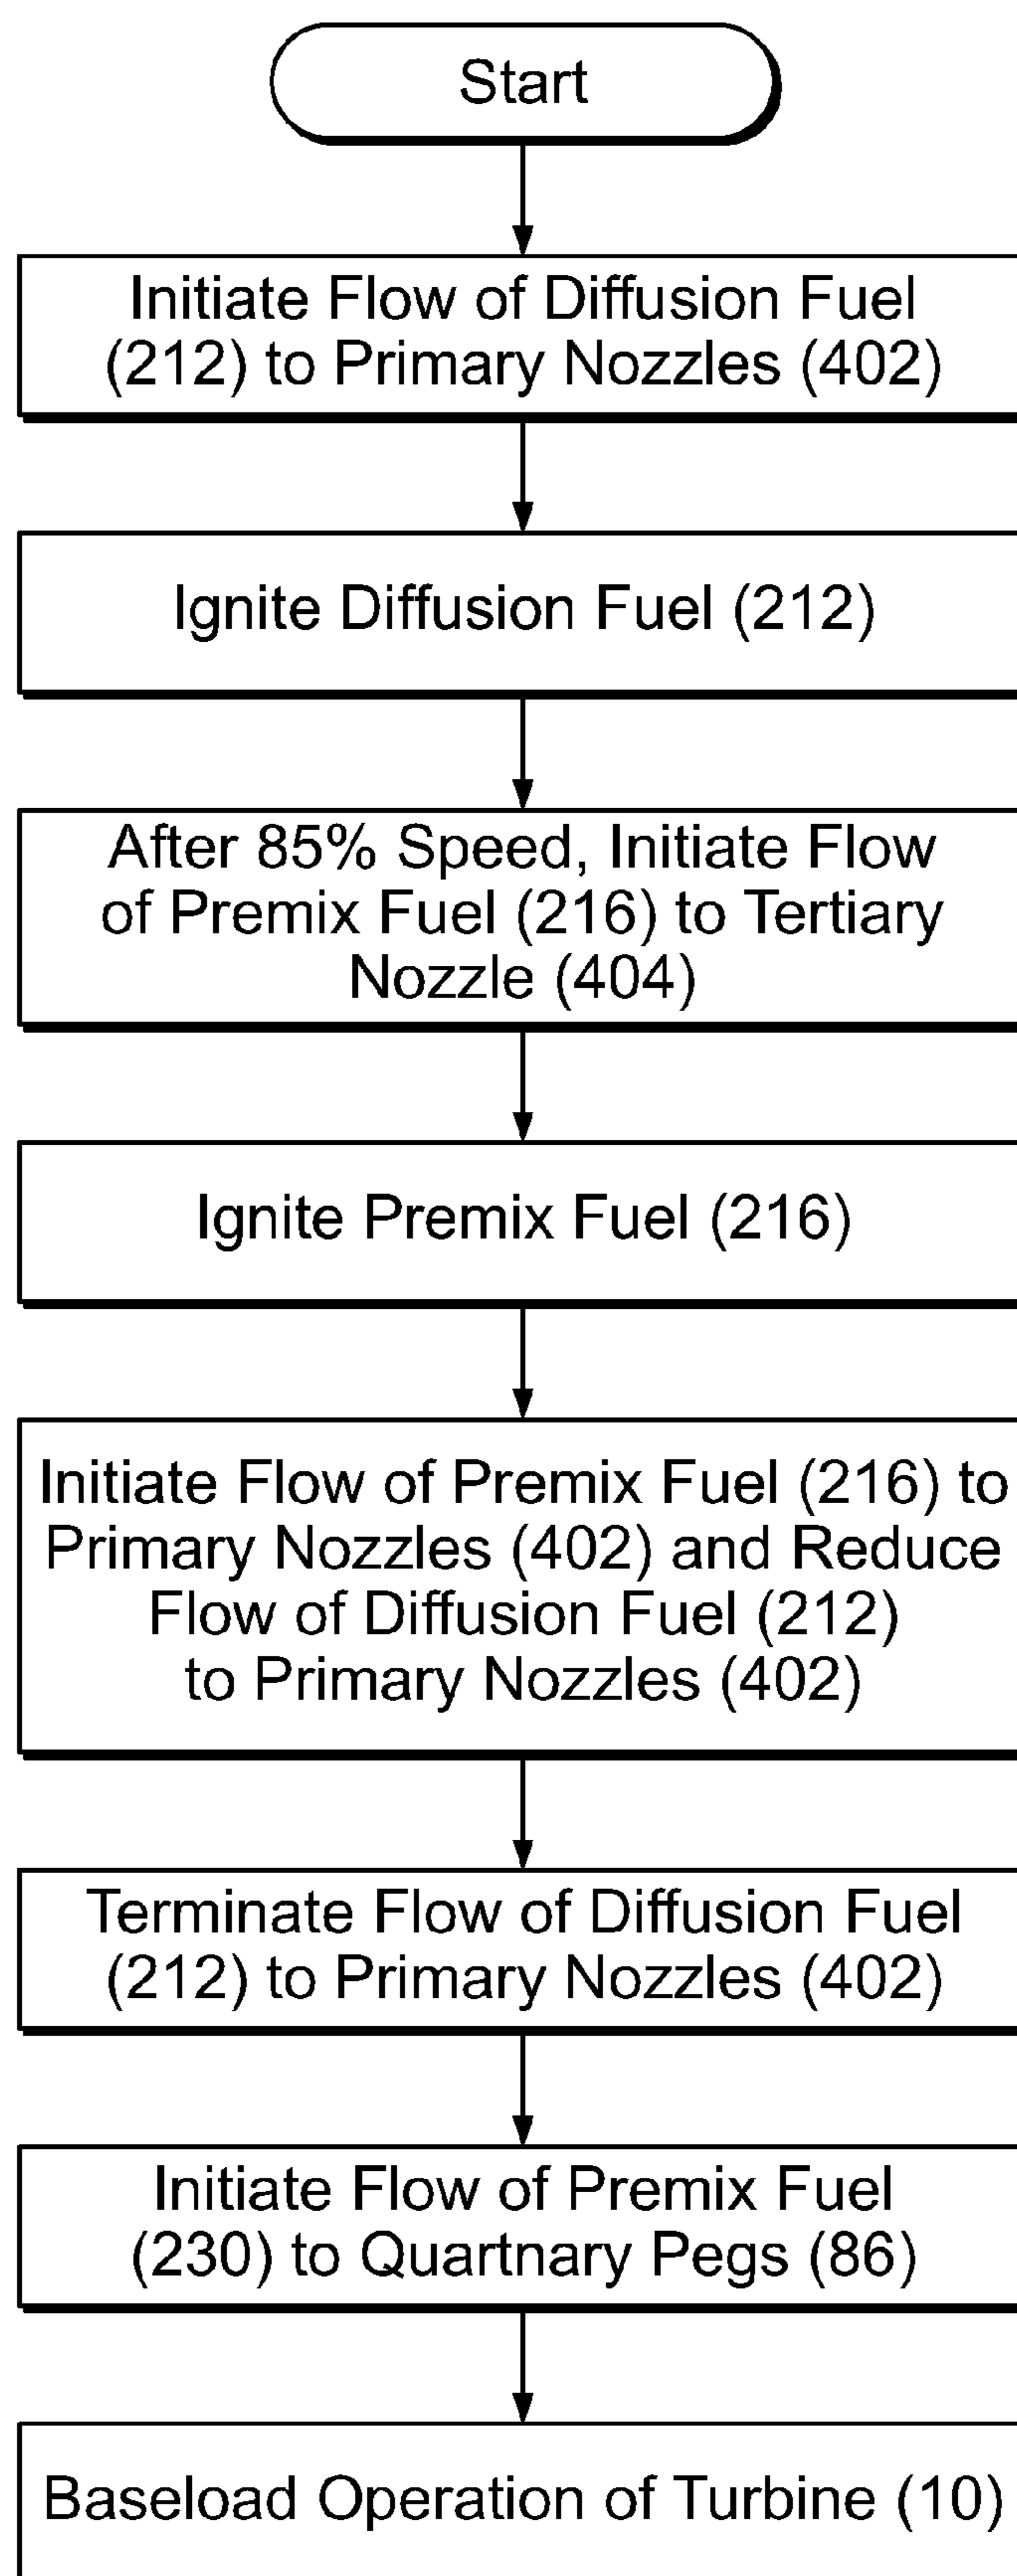 Start
Initiate Flow of Diffusion Fuel
(212) to Primary Nozzles (402)
Ignite Diffusion Fuel (212)
After 85% Speed, Initiate Flow
of Premix Fuel (216) to Tertiary
Nozzle (404)
Ignite Premix Fuel (216)
Initiate Flow of Premix Fuel (216) to
Primary Nozzles (402) and Reduce
Flow of Diffusion Fuel (212)
to Primary Nozzles (402)
Terminate Flow of Diffusion Fuel
(212) to Primary Nozzles (402)
Initiate Flow of Premix Fuel
(230) to Quartnary Pegs (86)
Baseload Operation of Turbine (10)